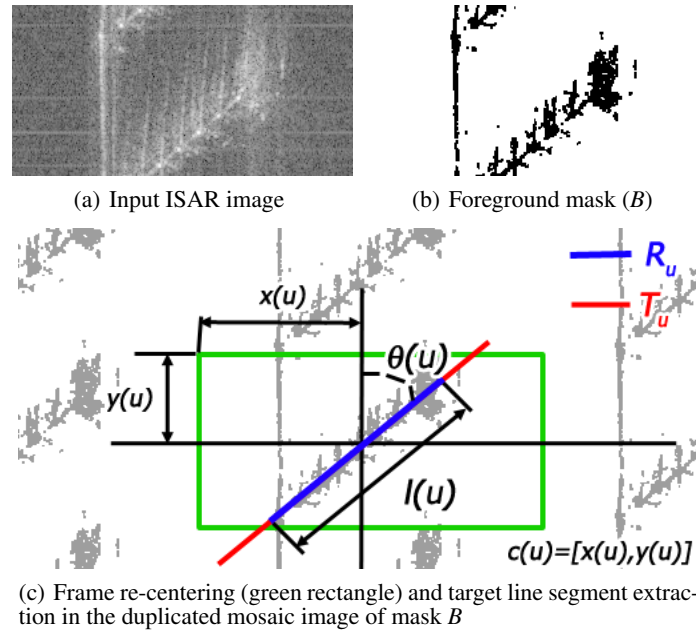 (a) Input ISAR image
(b) Foreground mask (B)
R_u
T_u
x(u)
θ(u)
y(u)
l(u)
c(u)=[x(u),y(u)]
(c) Frame re-centering (green rectangle) and target line segment extrac-
tion in the duplicated mosaic image of mask B